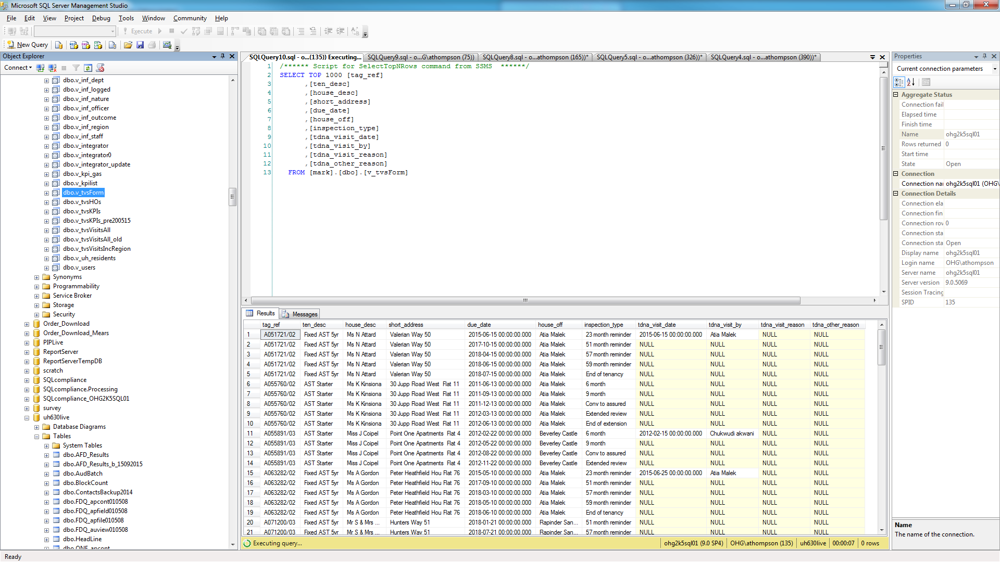 Microsoft SQL Server Management Studio
File Edit View Project Debug Tools Window Community Help
Execute
New Query
Object Explorer
Connect
dbo.v_inf_dept
dbo.v_inf_logged
dbo.v_inf_nature
dbo.v_inf_officer
dbo.v_inf_outcome
dbo.v_inf_region
dbo.v_inf_staff
dbo.v_integrator
dbo.v_integrator0
dbo.v_integrator_update
dbo.v_kpi_gas
dbo.v_kpilist
dbo.v_tvsForm
dbo.v_tvsHOs
dbo.v_tvsKPIs
dbo.v_tvsKPIs_pre200515
dbo.v_tvsVisitsAll
dbo.v_tvsVisitsAll_old
dbo.v_tvsVisitsIncRegion
dbo.v_uh_residents
dbo.v_users
Synonyms
Programmability
Service Broker
Storage
Security
Order_Download
Order_Download_Mears
PIPLive
ReportServer
ReportServerTempDB
scratch
SQLcompliance
SQLcompliance.Processing
SQLcompliance_OHG2K5SQL01
survey
uh630live
Database Diagrams
Tables
System Tables
dbo.AFD_Results
dbo.AFD_Results_b_15092015
dbo.AudBatch
dbo.BlockCount
dbo.ContactsBackup2014
dbo.FDQ_apcont010508
dbo.FDQ_apfield010508
dbo.FDQ_apfile010508
dbo.FDQ_auview010508
dbo.HeadLine
SQLQuery10.sql - o...(135)) Executing... SQLQuery9.sql - o...G\athompson (75)) SQLQuery8.sql - o...athompson (165))* SQLQuery5.sql - o...athompson (326))* SQLQuery4.sql - o...athompson (390))*
1 /****** Script for SelectTopNRows command from SSMS ******/
2 SELECT TOP 1000 [tag_ref]
3 ,[ten_desc]
4 ,[house_desc]
5 ,[short_address]
6 ,[due_date]
7 ,[house_off]
8 ,[inspection_type]
9 ,[tdna_visit_date]
10 ,[tdna_visit_by]
11 ,[tdna_visit_reason]
12 ,[tdna_other_reason]
13 FROM [mark].[dbo].[v_tvsForm]
Results Messages
tag_ref ten_desc house_desc short_address due_date house_off inspection_type tdna_visit_date tdna_visit_by tdna_visit_reason tdna_other_reason
1 A051721/02 Fixed AST 5yr Ms N Attard Valerian Way 50 2015-06-15 00:00:00.000 Atia Malek 23 month reminder 2015-06-15 00:00:00.000 Atia Malek NULL NULL
2 A051721/02 Fixed AST 5yr Ms N Attard Valerian Way 50 2017-10-15 00:00:00.000 Atia Malek 51 month reminder NULL NULL NULL NULL
3 A051721/02 Fixed AST 5yr Ms N Attard Valerian Way 50 2018-04-15 00:00:00.000 Atia Malek 57 month reminder NULL NULL NULL NULL
4 A051721/02 Fixed AST 5yr Ms N Attard Valerian Way 50 2018-06-15 00:00:00.000 Atia Malek 59 month reminder NULL NULL NULL NULL
5 A051721/02 Fixed AST 5yr Ms N Attard Valerian Way 50 2018-07-15 00:00:00.000 Atia Malek End of tenancy NULL NULL NULL NULL
6 A055760/02 AST Starter Ms K Kinsiona 30 Jupp Road West Flat 11 2011-06-13 00:00:00.000 Atia Malek 6 month NULL NULL NULL NULL
7 A055760/02 AST Starter Ms K Kinsiona 30 Jupp Road West Flat 11 2011-09-13 00:00:00.000 Atia Malek 9 month NULL NULL NULL NULL
8 A055760/02 AST Starter Ms K Kinsiona 30 Jupp Road West Flat 11 2011-12-13 00:00:00.000 Atia Malek Conv to assured NULL NULL NULL NULL
9 A055760/02 AST Starter Ms K Kinsiona 30 Jupp Road West Flat 11 2012-03-13 00:00:00.000 Atia Malek Extended review NULL NULL NULL NULL
10 A055760/02 AST Starter Ms K Kinsiona 30 Jupp Road West Flat 11 2012-06-13 00:00:00.000 Atia Malek End of extension NULL NULL NULL NULL
11 A055891/03 AST Starter Miss J Coipel Point One Apartments Flat 4 2012-02-22 00:00:00.000 Beverley Castle 6 month 2012-02-15 00:00:00.000 Chukwudi akwani NULL NULL
12 A055891/03 AST Starter Miss J Coipel Point One Apartments Flat 4 2012-05-22 00:00:00.000 Beverley Castle 9 month NULL NULL NULL NULL
13 A055891/03 AST Starter Miss J Coipel Point One Apartments Flat 4 2012-08-22 00:00:00.000 Beverley Castle Conv to assured NULL NULL NULL NULL
14 A055891/03 AST Starter Miss J Coipel Point One Apartments Flat 4 2012-11-22 00:00:00.000 Beverley Castle Extended review NULL NULL NULL NULL
15 A063282/02 Fixed AST 5yr Ms A Gordon Peter Heathfield Hou Flat 76 2015-05-10 00:00:00.000 Atia Malek 23 month reminder 2015-06-25 00:00:00.000 Atia Malek NULL NULL
16 A063282/02 Fixed AST 5yr Ms A Gordon Peter Heathfield Hou Flat 76 2017-09-10 00:00:00.000 Atia Malek 51 month reminder NULL NULL NULL NULL
17 A063282/02 Fixed AST 5yr Ms A Gordon Peter Heathfield Hou Flat 76 2018-03-10 00:00:00.000 Atia Malek 57 month reminder NULL NULL NULL NULL
18 A063282/02 Fixed AST 5yr Ms A Gordon Peter Heathfield Hou Flat 76 2018-05-10 00:00:00.000 Atia Malek 59 month reminder NULL NULL NULL NULL
19 A063282/02 Fixed AST 5yr Ms A Gordon Peter Heathfield Hou Flat 76 2018-06-10 00:00:00.000 Atia Malek End of tenancy NULL NULL NULL NULL
20 A071200/03 Fixed AST 5yr Mr S & Mrs ... Hunters Way 51 2018-01-21 00:00:00.000 Rapinder San... 51 month reminder NULL NULL NULL NULL
21 A071200/03 Fixed AST 5yr Mr S & Mrs ... Hunters Way 51 2018-07-21 00:00:00.000 Rapinder San... 57 month reminder NULL NULL NULL NULL
Executing query... ohg2k5sql01 (9.0 SP4) OHG\athompson (135) uh630live 00:00:07 0 rows
Properties
Current connection parameters
Aggregate Status
Connection fail
Elapsed time
Finish time
Name ohg2k5sql01
Rows returned 0
Start time
State Open
Connection
Connection nar ohg2k5sql01 (OHG\
Connection Details
Connection ela
Connection fin
Connection rov 0
Connection sta
Connection sta Open
Display name ohg2k5sql01
Login name OHG\athompson
Server name ohg2k5sql01
Server version 9.0.5069
Session Tracing
SPID 135
Name
The name of the connection.
Ready